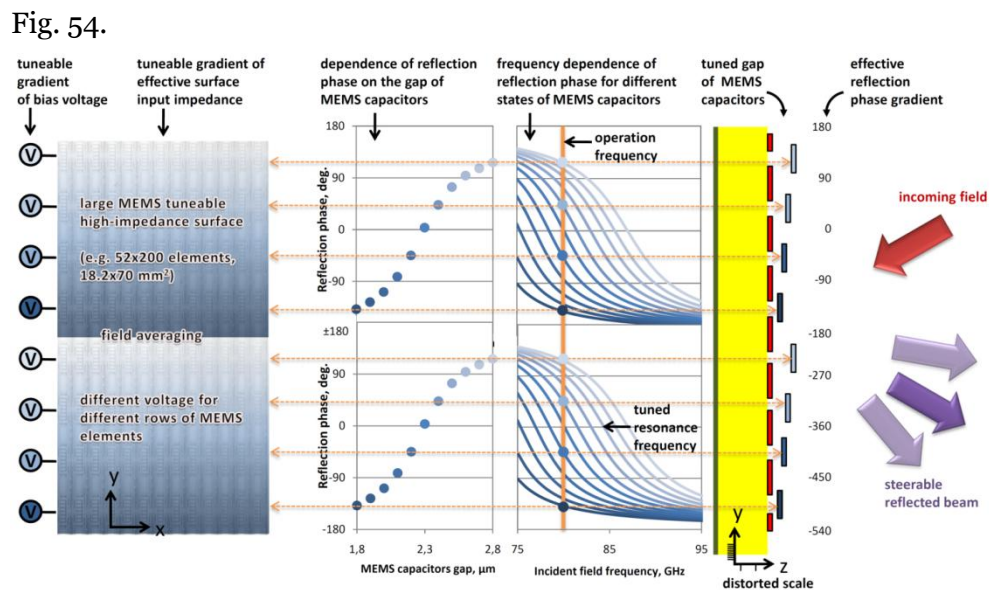 Fig. 54.
tuneable
gradient
of bias voltage
tuneable gradient of
effective surface
input impedance
dependence of reflection
phase on the gap of
MEMS capacitors
frequency dependence of
reflection phase for different
states of MEMS capacitors
tuned gap
of MEMS
capacitors
effective
reflection
phase gradient
V
V
V
V
V
V
V
V
large MEMS tuneable
high-impedance surface
(e.g. 52x200 elements,
18.2x70 mm²)
field averaging
different voltage for
different rows of MEMS
elements
y
x
Reflection phase, deg.
180
90
0
-90
±180
90
0
-90
-180
Reflection phase, deg.
1,8
2,3
2,8
MEMS capacitors gap, µm
operation
frequency
tuned
resonance
frequency
75
85
95
Incident field frequency, GHz
y
z
distorted scale
180
90
0
-90
-180
-270
-360
-450
-540
incoming field
steerable
reflected beam